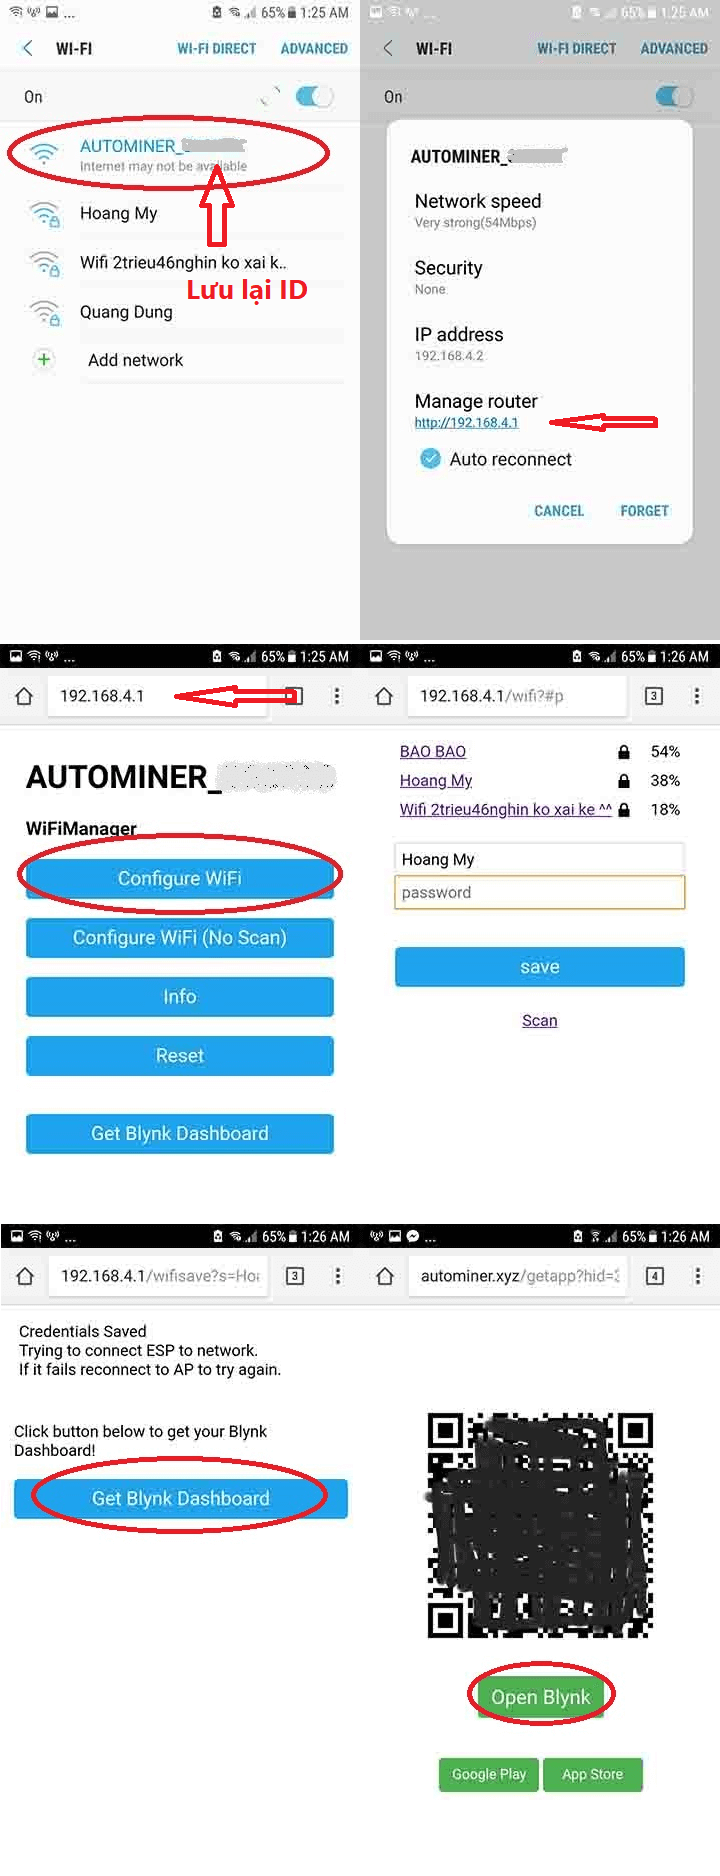 65% 1:25 AM
WI-FI
WI-FI DIRECT
ADVANCED
On
AUTOMINER_
Internet may not be available
Hoang My
Wifi 2trieu46nghin ko xai k..
Lưu lại ID
Quang Dung
Add network
65% 1:25 AM
WI-FI
WI-FI DIRECT
ADVANCED
On
AUTOMINER_
Network speed
Very strong(54Mbps)
Security
None
IP address
192.168.4.2
Manage router
http://192.168.4.1
Auto reconnect
CANCEL
FORGET
65% 1:25 AM
192.168.4.1
AUTOMINER_
WiFiManager
Configure WiFi
Configure WiFi (No Scan)
Info
Reset
Get Blynk Dashboard
65% 1:26 AM
192.168.4.1/wifi?#p
3
BAO BAO 54%
Hoang My 38%
Wifi 2trieu46nghin ko xai ke ^^ 18%
Hoang My
password
save
Scan
65% 1:26 AM
192.168.4.1/wifisave?s=Hoa
3
Credentials Saved
Trying to connect ESP to network.
If it fails reconnect to AP to try again.
Click button below to get your Blynk
Dashboard!
Get Blynk Dashboard
65% 1:26 AM
autominer.xyz/getapp?hid=
4
Open Blynk
Google Play
App Store